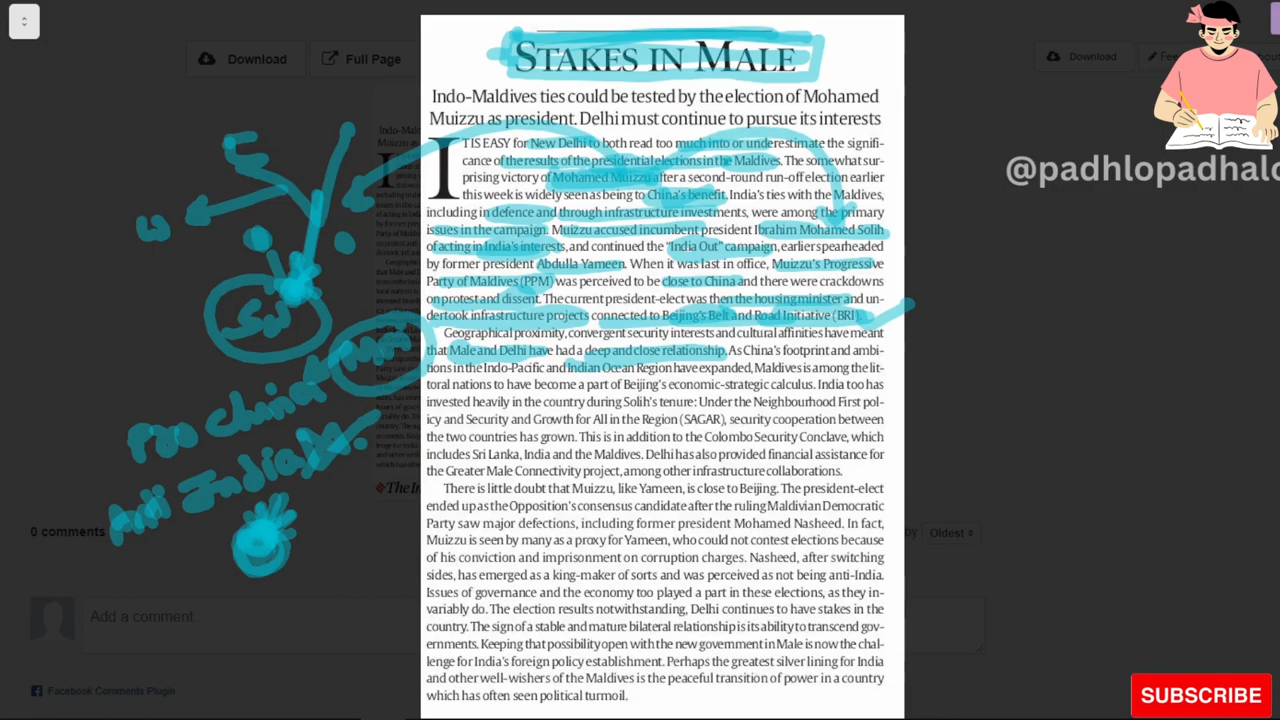 Download
Full Page
Download
@padhlopadhalo
STAKES IN MALE
Indo-Maldives ties could be tested by the election of Mohamed
Muizzu as president. Delhi must continue to pursue its interests
IT IS EASY for New Delhi to both read too much into or underestimate the signifi-
cance of the results of the presidential elections in the Maldives. The somewhat sur-
prising victory of Mohamed Muizzu after a second-round run-off election earlier
this week is widely seen as being to China's benefit. India's ties with the Maldives,
including in defence and through infrastructure investments, were among the primary
issues in the campaign. Muizzu accused incumbent president Ibrahim Mohamed Solih
of acting in India's interests, and continued the "India Out" campaign, earlier spearheaded
by former president Abdulla Yameen. When it was last in office, Muizzu's Progressive
Party of Maldives (PPM) was perceived to be close to China and there were crackdowns
on protest and dissent. The current president-elect was then the housing minister and un-
dertook infrastructure projects connected to Beijing's Belt and Road Initiative (BRI).
Geographical proximity, convergent security interests and cultural affinities have meant
that Male and Delhi have had a deep and close relationship. As China's footprint and ambi-
tions in the Indo-Pacific and Indian Ocean Region have expanded, Maldives is among the lit-
toral nations to have become a part of Beijing's economic-strategic calculus. India too has
invested heavily in the country during Solih's tenure: Under the Neighbourhood First pol-
icy and Security and Growth for All in the Region (SAGAR), security cooperation between
the two countries has grown. This is in addition to the Colombo Security Conclave, which
includes Sri Lanka, India and the Maldives. Delhi has also provided financial assistance for
the Greater Male Connectivity project, among other infrastructure collaborations.
There is little doubt that Muizzu, like Yameen, is close to Beijing. The president-elect
ended up as the Opposition's consensus candidate after the ruling Maldivian Democratic
Party saw major defections, including former president Mohamed Nasheed. In fact,
Muizzu is seen by many as a proxy for Yameen, who could not contest elections because
of his conviction and imprisonment on corruption charges. Nasheed, after switching
sides, has emerged as a king-maker of sorts and was perceived as not being anti-India.
Issues of governance and the economy too played a part in these elections, as they in-
variably do. The election results notwithstanding, Delhi continues to have stakes in the
country. The sign of a stable and mature bilateral relationship is its ability to transcend gov-
ernments. Keeping that possibility open with the new government in Male is now the chal-
lenge for India's foreign policy establishment. Perhaps the greatest silver lining for India
and other well-wishers of the Maldives is the peaceful transition of power in a country
which has often seen political turmoil.
Pro China
Anti India
0 comments
by Oldest
Add a comment
Facebook Comments Plugin
SUBSCRIBE